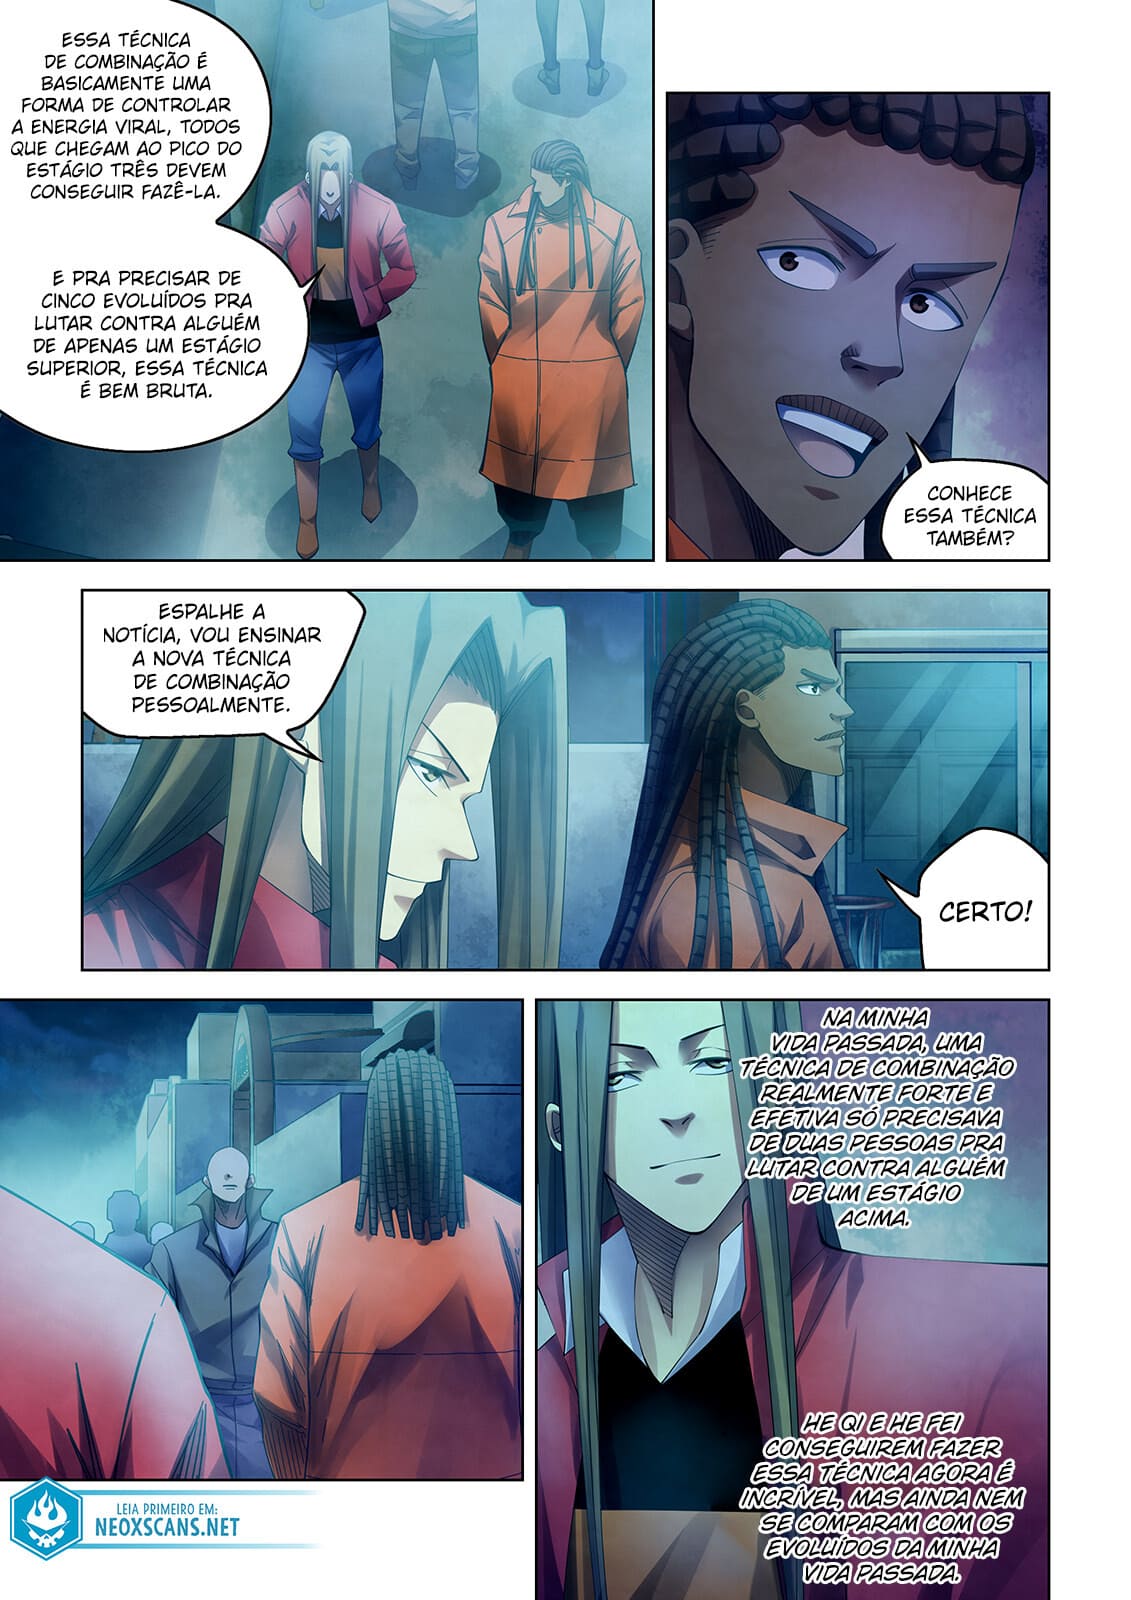 ESSA TÉCNICA
DE COMBINAÇÃO É
BASICAMENTE UMA
FORMA DE CONTROLAR
A ENERGIA VIRAL, TODOS
QUE CHEGAM AO PICO DO
ESTÁGIO TRÊS DEVEM
CONSEGUIR FAZÊ-LA.
E PRA PRECISAR DE
CINCO EVOLUÍDOS PRA
LUTAR CONTRA ALGUÉM
DE APENAS UM ESTÁGIO
SUPERIOR, ESSA TÉCNICA
É BEM BRUTA.
CONHECE
ESSA TÉCNICA
TAMBÉM?
ESPALHE A
NOTÍCIA, VOU ENSINAR
A NOVA TÉCNICA
DE COMBINAÇÃO
PESSOALMENTE.
CERTO!
NA MINHA
VIDA PASSADA, UMA
TÉCNICA DE COMBINAÇÃO
REALMENTE FORTE E
EFETIVA SÓ PRECISAVA
DE DUAS PESSOAS PRA
LUTAR CONTRA ALGUÉM
DE UM ESTÁGIO
ACIMA.
HE QI E HE FEI
CONSEGUIREM FAZER
ESSA TÉCNICA AGORA É
INCRÍVEL, MAS AINDA NEM
SE COMPARAM COM OS
EVOLUÍDOS DA MINHA
VIDA PASSADA.
LEIA PRIMEIRO EM:
NEOXSCANS.NET